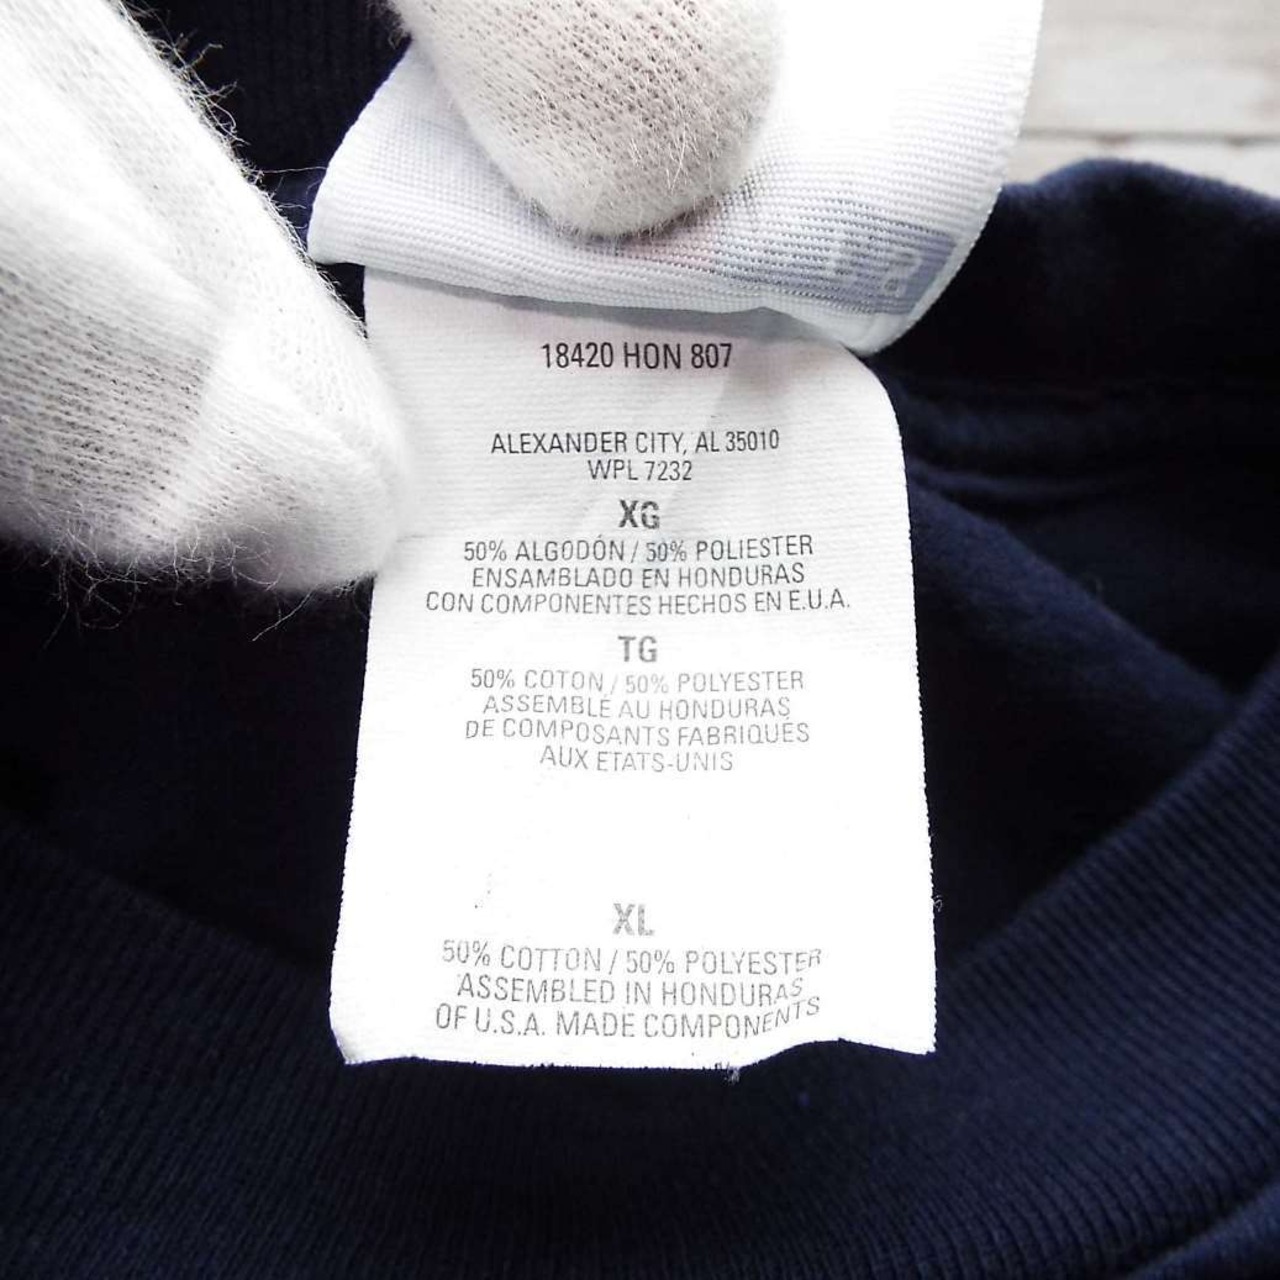 18420 HON 807
ALEXANDER CITY, AL 35010
WPL 7232
XG
50% ALGODÓN / 50% POLIESTER
ENSAMBLADO EN HONDURAS
CON COMPONENTES HECHOS EN E.U.A.
TG
50% COTON / 50% POLYESTER
ASSEMBLÉ AU HONDURAS
DE COMPOSANTS FABRIQUÉS
AUX ETATS-UNIS
XL
50% COTTON / 50% POLYESTER
ASSEMBLED IN HONDURAS
OF U.S.A. MADE COMPONENTS